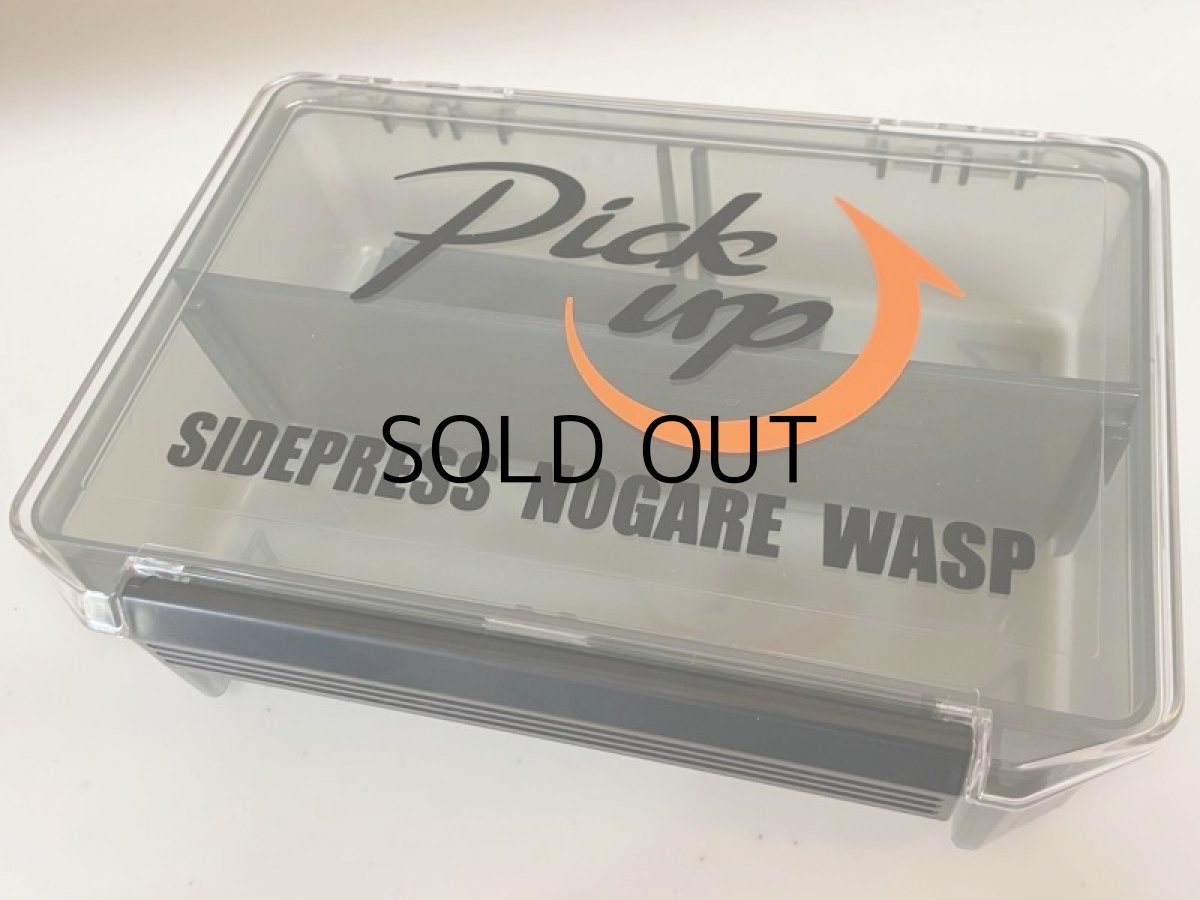 Pick
up
SOLD OUT
SIDEPRESS NOGARE WASP